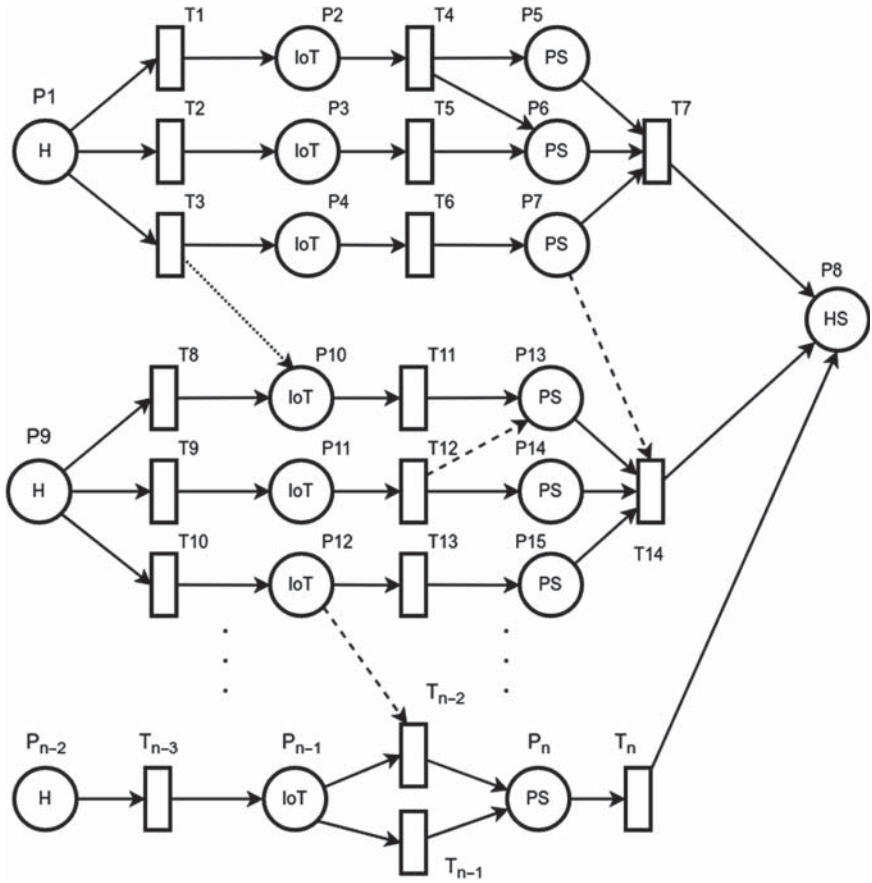 T1 P2 T4 P5
IoT PS
P1 T2 P3 T5 P6 T7
H IoT PS
T3 P4 T6 P7
IoT PS
P8
HS
T8 P10 T11 P13
IoT PS
P9 T9 P11 T12 P14
H IoT PS
T10 P12 T13 P15 T14
IoT PS
. .
. .
. .
Tn−2
Pn−2 Tn−3 Pn−1 Pn Tn
H IoT PS
Tn−1